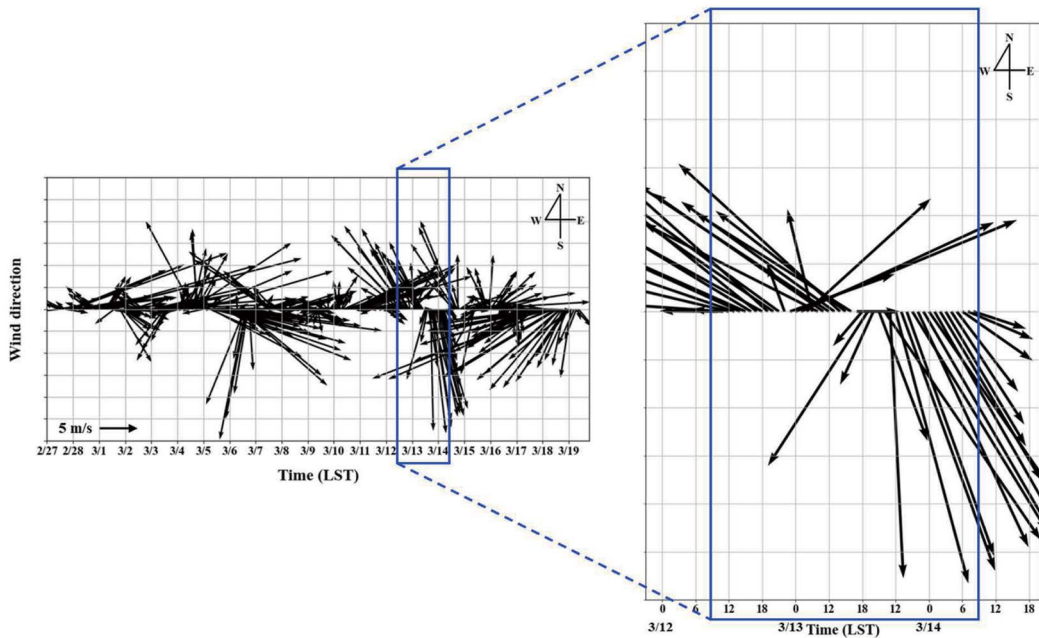 N
W E
S
Wind direction
5 m/s
2/27 2/28 3/1 3/2 3/3 3/4 3/5 3/6 3/7 3/8 3/9 3/10 3/11 3/12 3/13 3/14 3/15 3/16 3/17 3/18 3/19
Time (LST)
N
W E
S
0 6 12 18 0 6 12 18 0 6 12 18
3/12 3/13 Time (LST) 3/14